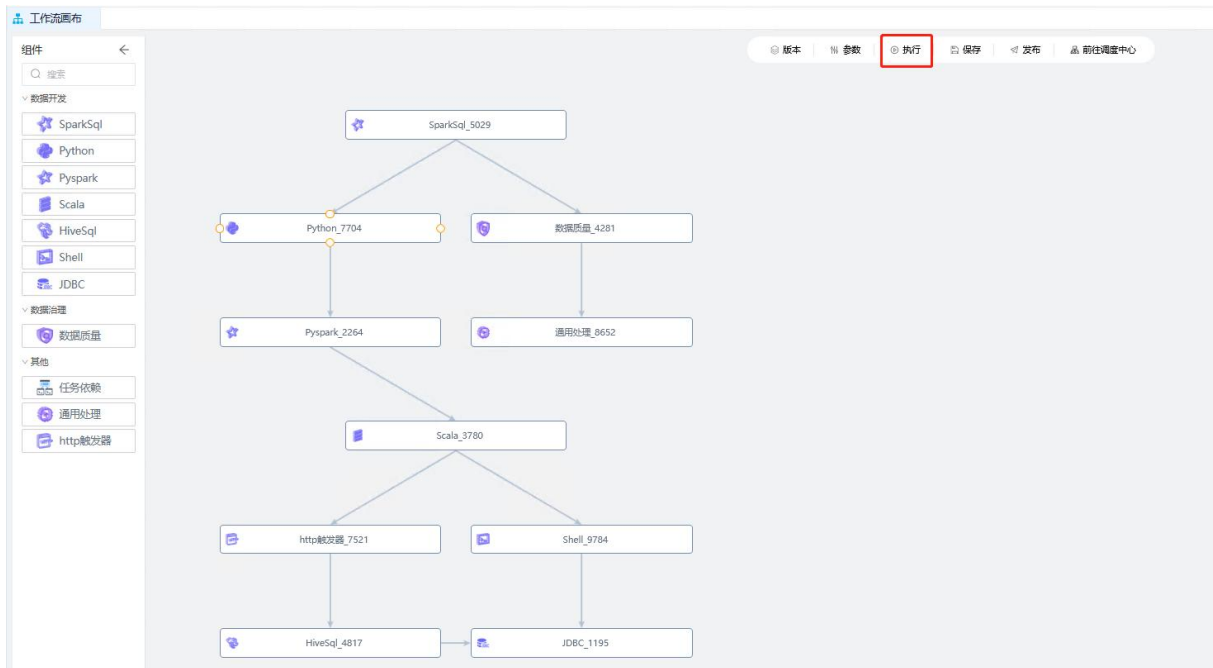 工作流画布
组件
搜索
数据开发
SparkSql
Python
Pyspark
Scala
HiveSql
Shell
JDBC
数据治理
数据质量
其他
任务依赖
通用处理
http触发器
版本 参数 执行 保存 发布 前往调度中心
SparkSql_5029
Python_7704 数据质量_4281
Pyspark_2264 通用处理_8652
Scala_3780
http触发器_7521 Shell_9784
HiveSql_4817 JDBC_1195